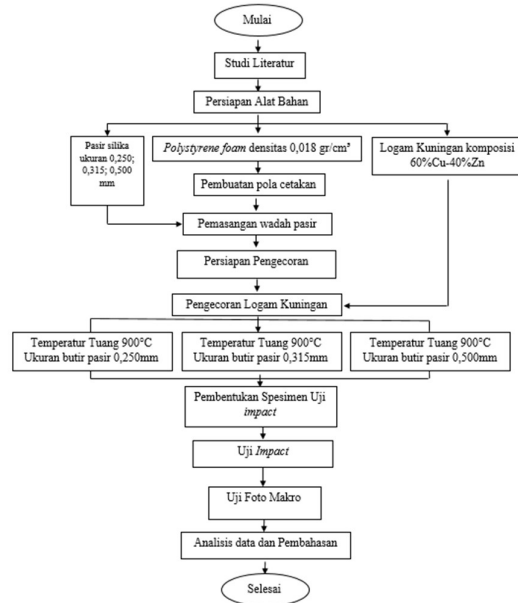 Mulai
Studi Literatur
Persiapan Alat Bahan
Pasir silika
ukuran 0,250;
0,315; 0,500
mm
Polystyrene foam densitas 0,018 gr/cm³
Logam Kuningan komposisi
60%Cu-40%Zn
Pembuatan pola cetakan
Pemasangan wadah pasir
Persiapan Pengecoran
Pengecoran Logam Kuningan
Temperatur Tuang 900°C
Ukuran butir pasir 0,250mm
Temperatur Tuang 900°C
Ukuran butir pasir 0,315mm
Temperatur Tuang 900°C
Ukuran butir pasir 0,500mm
Pembentukan Spesimen Uji
impact
Uji Impact
Uji Foto Makro
Analisis data dan Pembahasan
Selesai